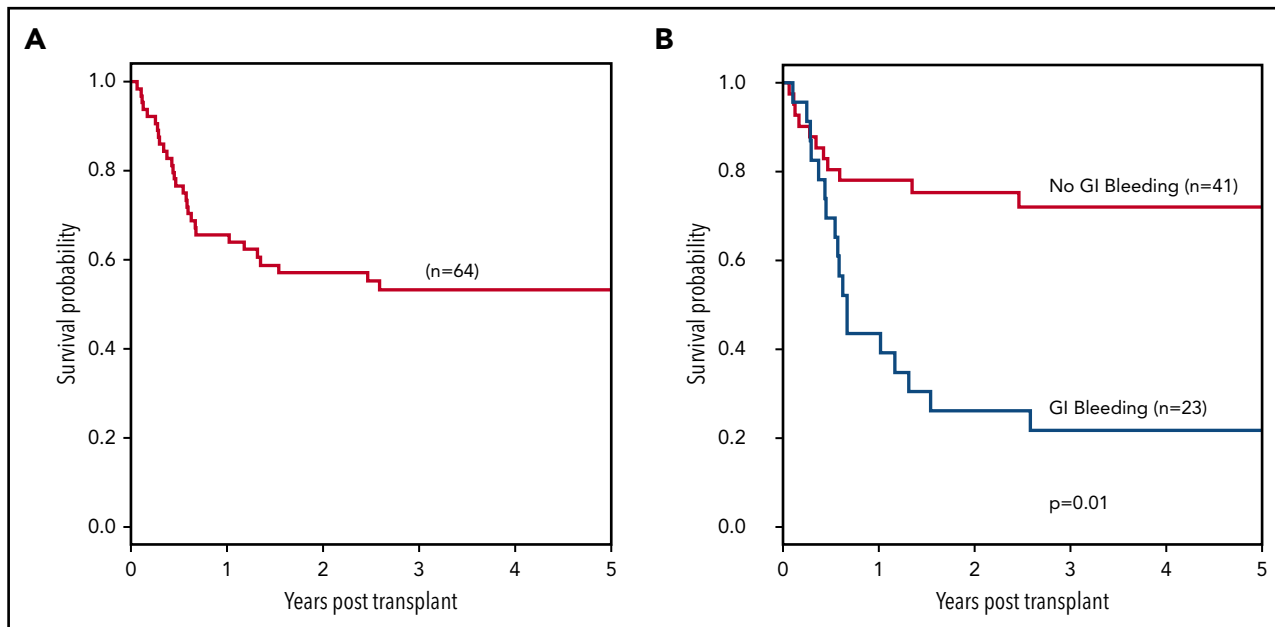 A
1.0
0.8
0.6
0.4
0.2
0.0
Survival probability
(n=64)
0 1 2 3 4 5
Years post transplant
B
1.0
0.8
0.6
0.4
0.2
0.0
Survival probability
No GI Bleeding (n=41)
GI Bleeding (n=23)
p=0.01
0 1 2 3 4 5
Years post transplant